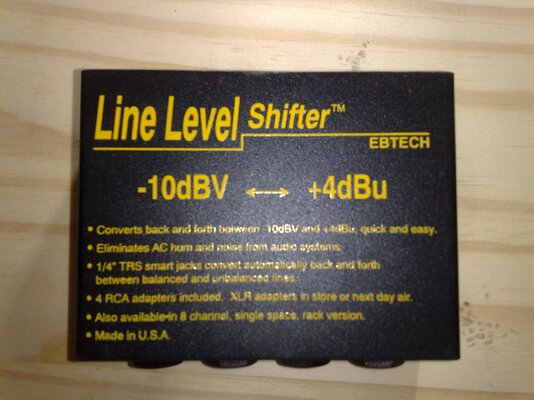 Line Level Shifter™
EBTECH
-10dBV ↔ +4dBu
• Converts back and forth between -10dBV and +4dBu, quick and easy.
• Eliminates AC hum and noise from audio systems.
• 1/4" TRS smart jacks convert automatically back and forth
between balanced and unbalanced lines.
• 4 RCA adapters included. XLR adapters in store or next day air.
• Also available in 8 channel, single space, rack version.
• Made in U.S.A.